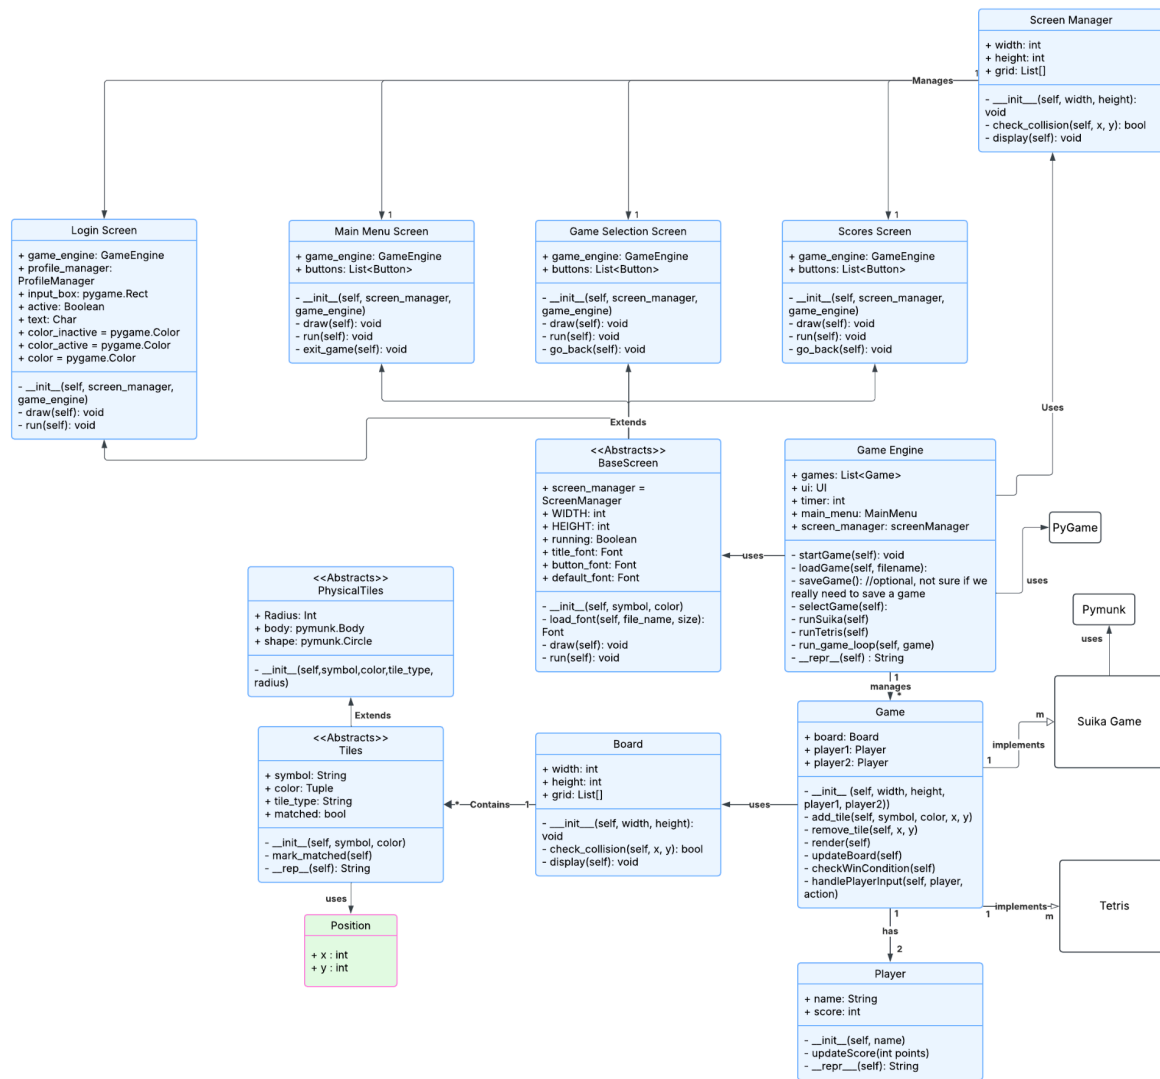 Screen Manager
+ width: int
+ height: int
+ grid: List[]
- ___init___(self, width, height):
void
- check_collision(self, x, y): bool
- display(self): void
Manages
1
1
1
1
Login Screen
+ game_engine: GameEngine
+ profile_manager:
ProfileManager
+ input_box: pygame.Rect
+ active: Boolean
+ text: Char
+ color_inactive = pygame.Color
+ color_active = pygame.Color
+ color = pygame.Color
- __init__(self, screen_manager,
game_engine)
- draw(self): void
- run(self): void
Main Menu Screen
+ game_engine: GameEngine
+ buttons: List<Button>
- __init__(self, screen_manager,
game_engine)
- draw(self): void
- run(self): void
- exit_game(self): void
Game Selection Screen
+ game_engine: GameEngine
+ buttons: List<Button>
- __init__(self, screen_manager,
game_engine)
- draw(self): void
- run(self): void
- go_back(self): void
Scores Screen
+ game_engine: GameEngine
+ buttons: List<Button>
- __init__(self, screen_manager,
game_engine)
- draw(self): void
- run(self): void
- go_back(self): void
Extends
Uses
<<Abstracts>>
BaseScreen
+ screen_manager =
ScreenManager
+ WIDTH: int
+ HEIGHT: int
+ running: Boolean
+ title_font: Font
+ button_font: Font
+ default_font: Font
- __init__(self, symbol, color)
- load_font(self, file_name, size):
Font
- draw(self): void
- run(self): void
uses
Game Engine
+ games: List<Game>
+ ui: UI
+ timer: int
+ main_menu: MainMenu
+ screen_manager: screenManager
- startGame(self): void
- loadGame(self, filename):
- saveGame(): //optional, not sure if we
really need to save a game
- selectGame(self):
- runSuika(self)
- runTetris(self)
- run_game_loop(self, game)
- __repr__(self) : String
PyGame
uses
Pymunk
uses
<<Abstracts>>
PhysicalTiles
+ Radius: Int
+ body: pymunk.Body
+ shape: pymunk.Circle
- __init__(self,symbol,color,tile_type,
radius)
Extends
1
manages
*
<<Abstracts>>
Tiles
+ symbol: String
+ color: Tuple
+ tile_type: String
+ matched: bool
- __init__(self, symbol, color)
- mark_matched(self)
- __rep__(self): String
* Contains 1
Board
+ width: int
+ height: int
+ grid: List[]
- ___init___(self, width, height):
void
- check_collision(self, x, y): bool
- display(self): void
uses
Game
+ board: Board
+ player1: Player
+ player2: Player
- __init__ (self, width, height,
player1, player2))
- add_tile(self, symbol, color, x, y)
- remove_tile(self, x, y)
- render(self)
- updateBoard(self)
- checkWinCondition(self)
- handlePlayerInput(self, player,
action)
m
implements
1
Suika Game
implements
1
m
Tetris
uses
Position
+ x : int
+ y : int
1
has
2
Player
+ name: String
+ score: int
- __init__(self, name)
- updateScore(int points)
- __repr___(self): String